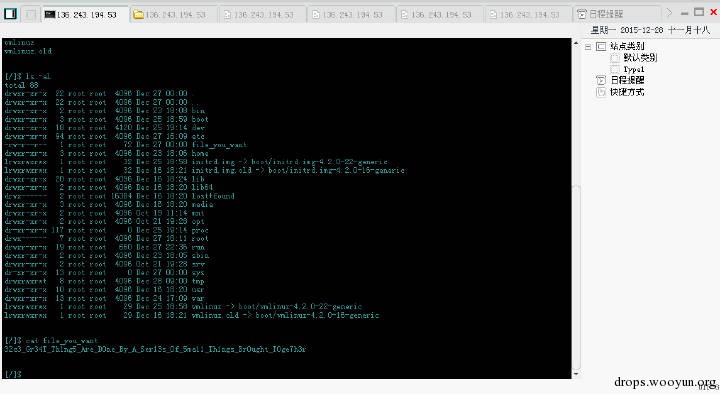 136.243.194.53
136.243.194.53
136.243.194.53
136.243.194.53
136.243.194.53
136.243.194.53
日程提醒
星期一 2015-12-28 十一月十八
站点类别
默认类别
Type1
日程提醒
快捷方式
vmlinuz
vmlinuz.old
[/]$ ls -al
total 88
drwxr-xr-x 22 root root 4096 Dec 27 00:00 .
drwxr-xr-x 22 root root 4096 Dec 27 00:00 ..
drwxr-xr-x 2 root root 4096 Dec 23 18:03 bin
drwxr-xr-x 3 root root 4096 Dec 25 18:59 boot
drwxr-xr-x 18 root root 4120 Dec 25 19:14 dev
drwxr-xr-x 94 root root 4096 Dec 27 18:09 etc
1 root root 72 Dec 27 00:00 file_you_want
drwxr-xr-x 3 root root 4096 Dec 23 18:06 home
lrwxrwxrwx 1 root root 32 Dec 25 18:58 initrd.img -> boot/initrd.img-4.2.0-22-generic
lrwxrwxrwx 1 root root 32 Dec 16 18:21 initrd.img.old -> boot/initrd.img-4.2.0-16-generic
drwxr-xr-x 20 root root 4096 Dec 16 18:24 lib
drwxr-xr-x 2 root root 4096 Dec 16 18:20 lib64
drwx------ 2 root root 16384 Dec 16 18:20 lost+found
drwxr-xr-x 3 root root 4096 Dec 16 18:20 media
drwxr-xr-x 2 root root 4096 Oct 19 11:14 mnt
drwxr-xr-x 2 root root 4096 Oct 21 19:28 opt
dr-xr-xr-x 117 root root 0 Dec 25 19:14 proc
drwx------ 7 root root 4096 Dec 27 18:11 root
drwxr-xr-x 19 root root 660 Dec 27 22:36 run
drwxr-xr-x 2 root root 4096 Dec 23 18:05 sbin
drwxr-xr-x 2 root root 4096 Oct 21 19:28 srv
dr-xr-xr-x 13 root root 0 Dec 27 00:00 sys
drwxrwxrwt 8 root root 4096 Dec 28 09:00 tmp
drwxr-xr-x 10 root root 4096 Dec 16 18:20 usr
drwxr-xr-x 13 root root 4096 Dec 24 17:09 var
lrwxrwxrwx 1 root root 29 Dec 25 18:58 vmlinuz -> boot/vmlinuz-4.2.0-22-generic
lrwxrwxrwx 1 root root 29 Dec 16 18:21 vmlinuz.old -> boot/vmlinuz-4.2.0-16-generic
[/]$ cat file_you_want
[/]$
drops.wooyun.org